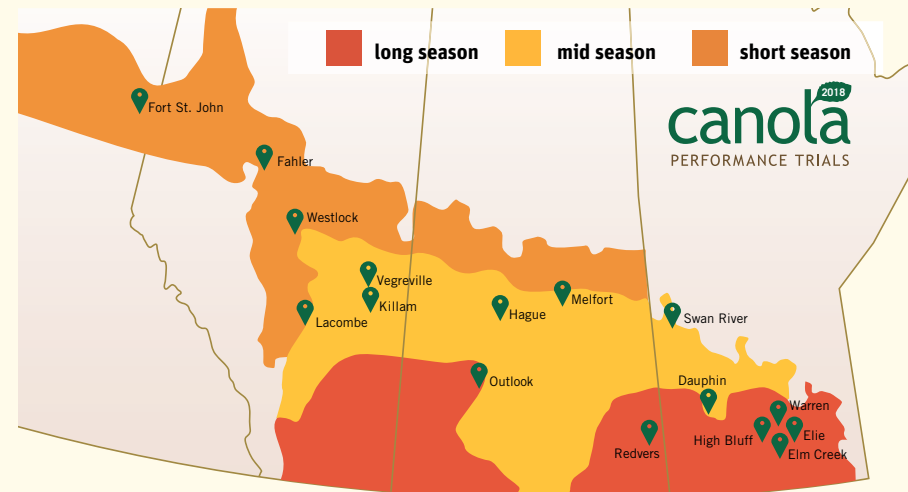 long season
mid season
short season
2018
canola
PERFORMANCE TRIALS
Fort St. John
Fahler
Westlock
Vegreville
Killam
Lacombe
Hague
Melfort
Swan River
Outlook
Dauphin
Warren
Redvers
High Bluff
Elie
Elm Creek